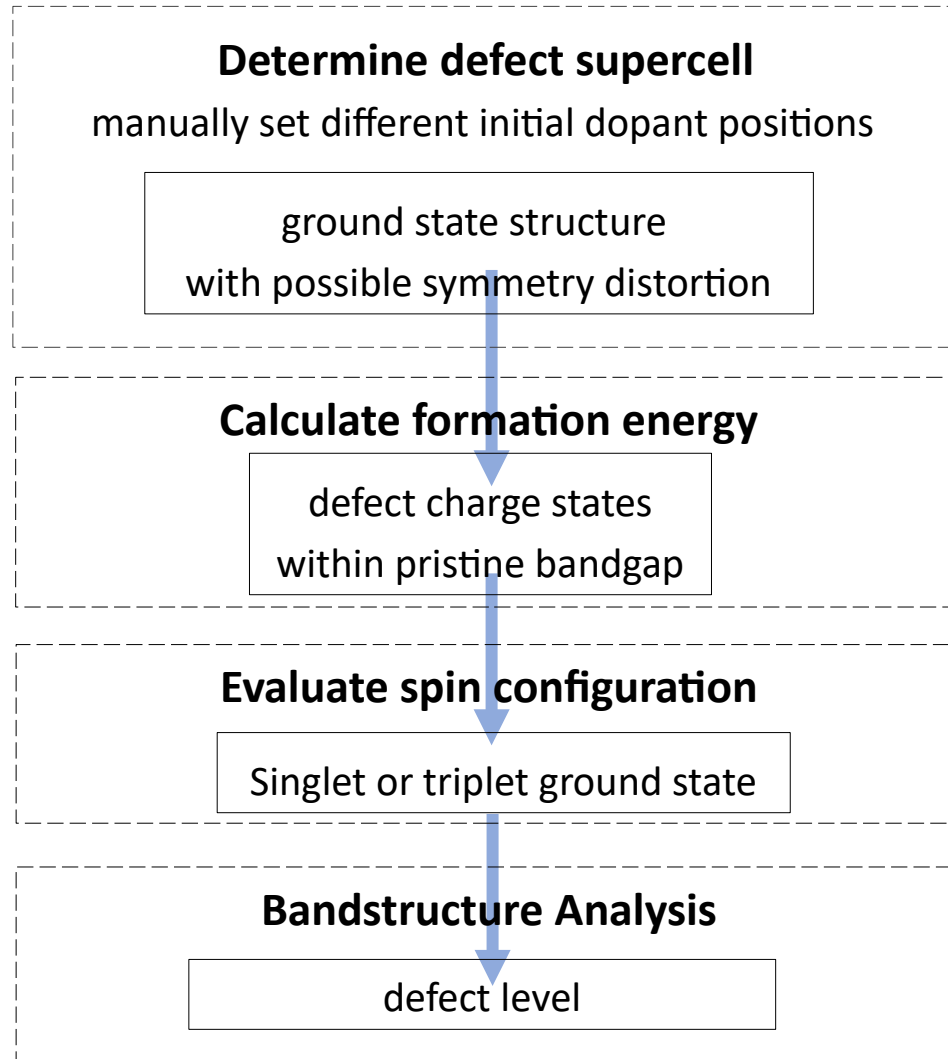 Determine defect supercell
manually set different initial dopant positions
ground state structure
with possible symmetry distortion
Calculate formation energy
defect charge states
within pristine bandgap
Evaluate spin configuration
Singlet or triplet ground state
Bandstructure Analysis
defect level